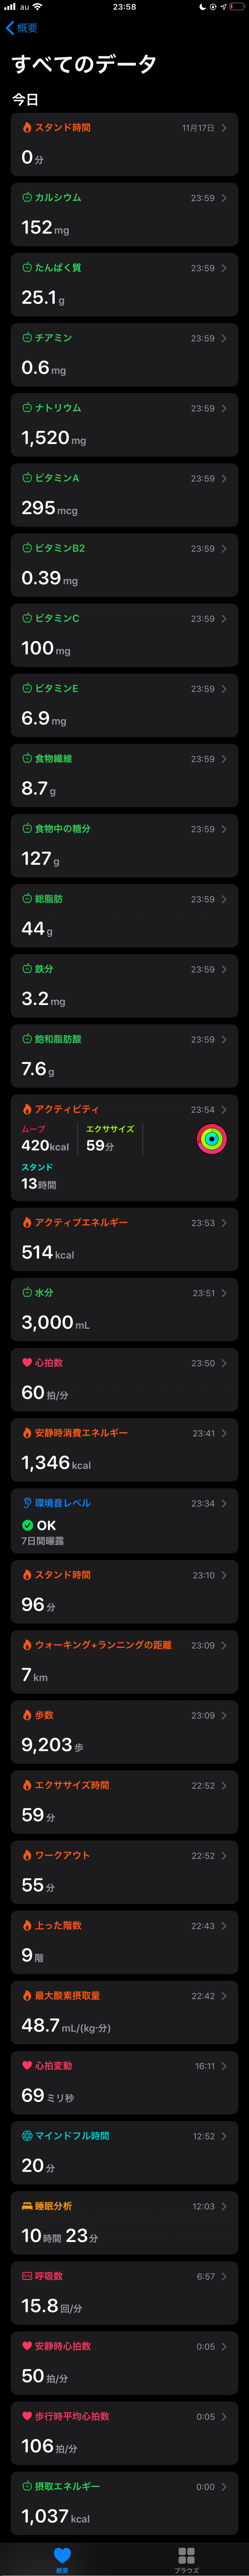 au 23:58
概要
すべてのデータ
今日
スタンド時間 11月17日
0分
カルシウム 23:59
152 mg
たんぱく質 23:59
25.1 g
チアミン 23:59
0.6 mg
ナトリウム 23:59
1,520 mg
ビタミンA 23:59
295 mcg
ビタミンB2 23:59
0.39 mg
ビタミンC 23:59
100 mg
ビタミンE 23:59
6.9 mg
食物繊維 23:59
8.7 g
食物中の糖分 23:59
127 g
総脂肪 23:59
44 g
鉄分 23:59
3.2 mg
飽和脂肪酸 23:59
7.6 g
アクティビティ 23:54
ムーブ エクササイズ
420kcal 59分
スタンド
13時間
アクティブエネルギー 23:53
514 kcal
水分 23:51
3,000 mL
心拍数 23:50
60 拍/分
安静時消費エネルギー 23:41
1,346 kcal
環境音レベル 23:34
OK
7日間曝露
スタンド時間 23:10
96 分
ウォーキング+ランニングの距離 23:09
7 km
歩数 23:09
9,203 歩
エクササイズ時間 22:52
59 分
ワークアウト 22:52
55 分
上った階数 22:43
9 階
最大酸素摂取量 22:42
48.7 mL/(kg·分)
心拍変動 16:11
69 ミリ秒
マインドフル時間 12:52
20 分
睡眠分析 12:03
10 時間 23 分
呼吸数 6:57
15.8 回/分
安静時心拍数 0:05
50 拍/分
歩行時平均心拍数 0:05
106 拍/分
摂取エネルギー 0:00
1,037 kcal
概要 ブラウズ